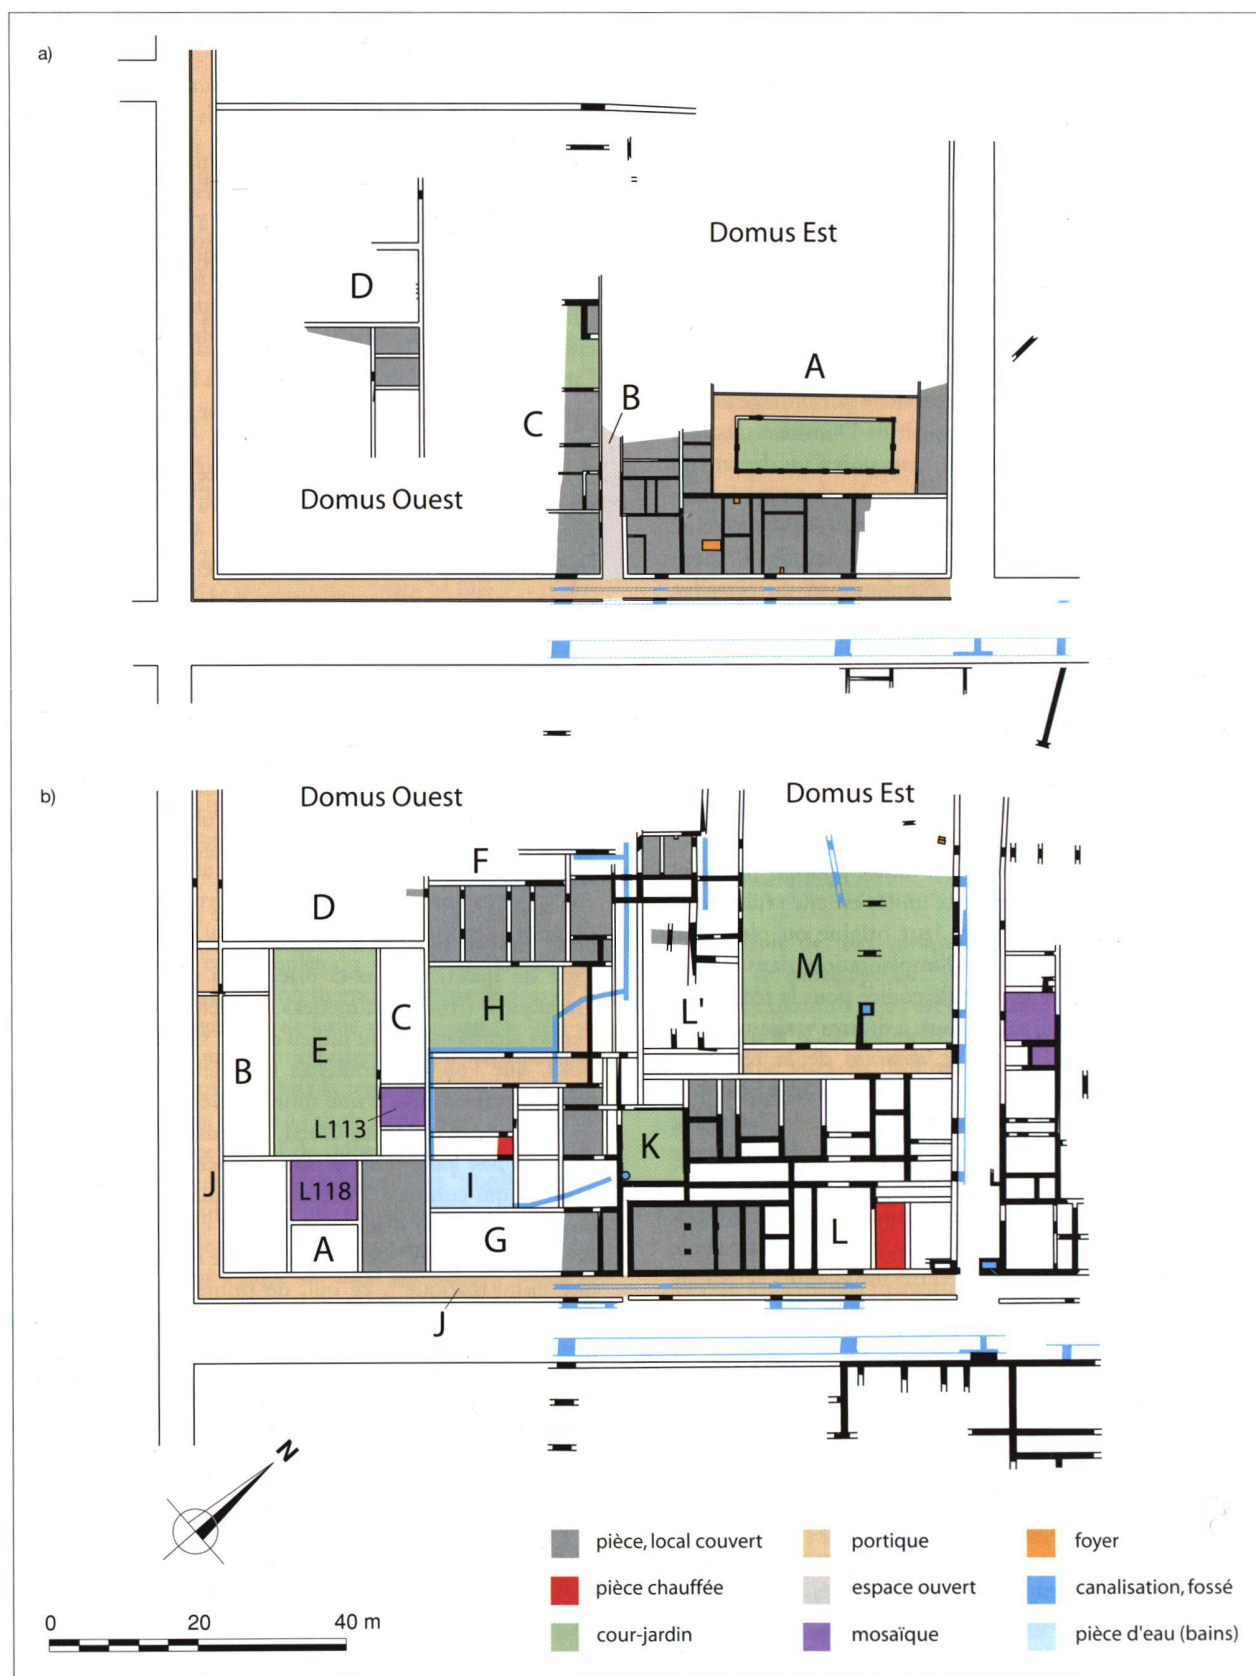 a)
Domus Est
D
A
B
C
Domus Ouest
b)
Domus Ouest
Domus Est
F
D
M
H
L'
C
E
B
L113
K
J
L118
I
A
G
L
J
N
pièce, local couvert
portique
foyer
pièce chauffée
espace ouvert
canalisation, fossé
cour-jardin
mosaïque
pièce d'eau (bains)
0 20 40 m